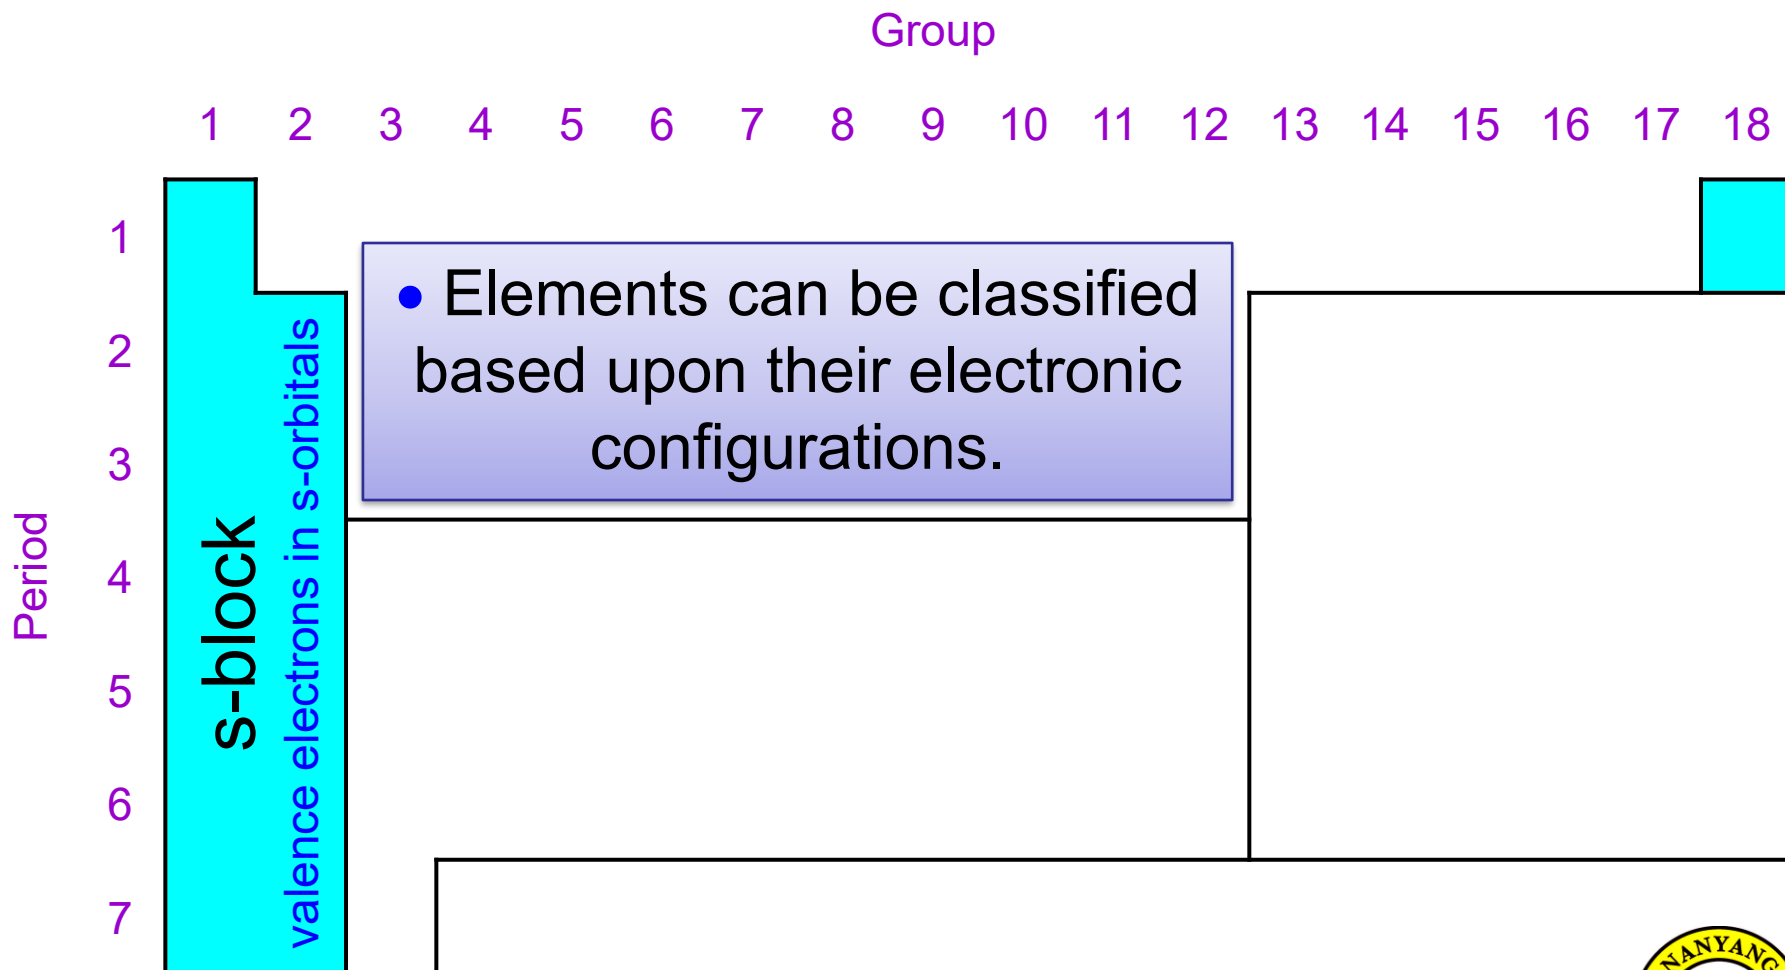 Group
1 2 3 4 5 6 7 8 9 10 11 12 13 14 15 16 17 18
1
• Elements can be classified
based upon their electronic
configurations.
2
3
4
5
6
7
Period
s-block
valence electrons in s-orbitals
NANYANG